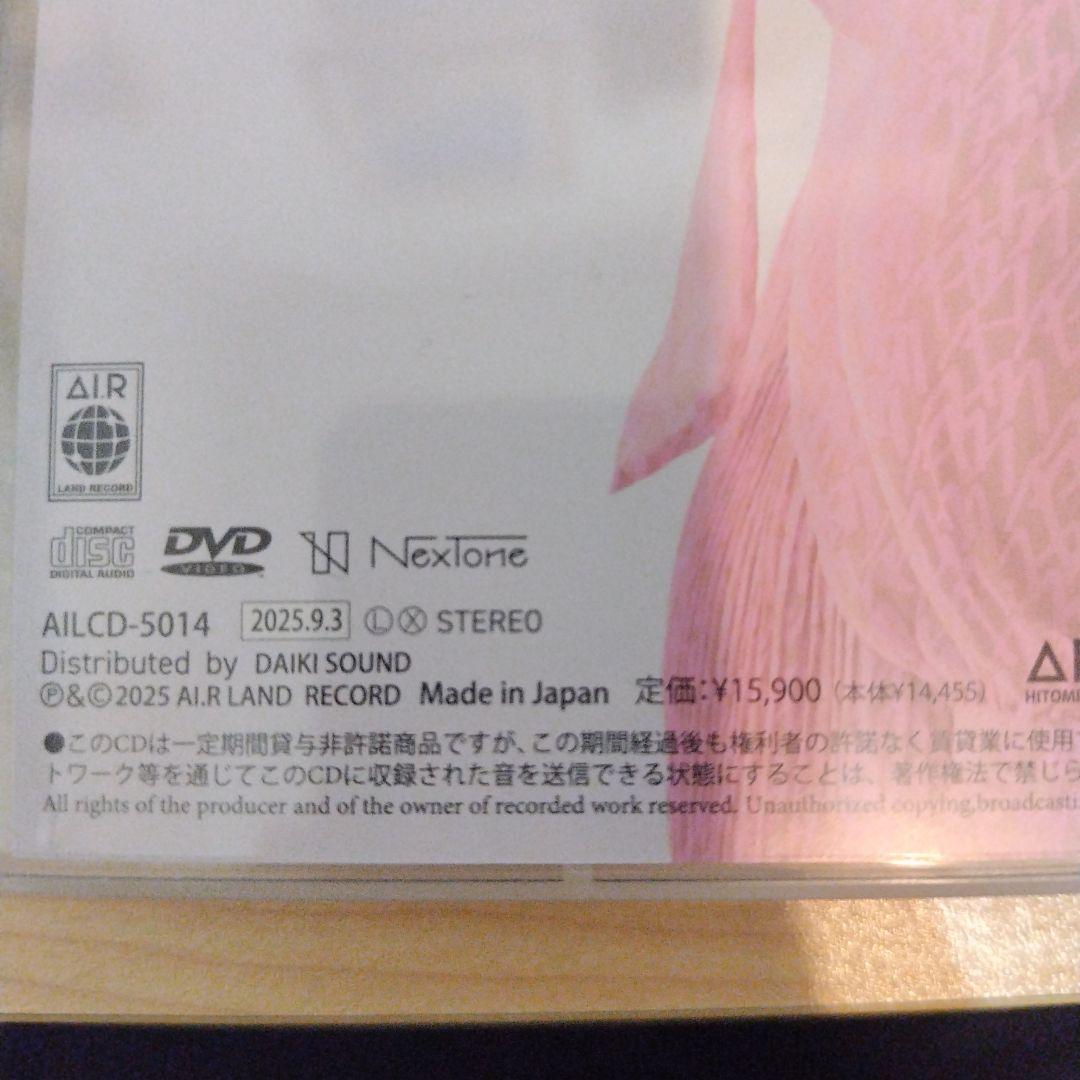 AI.R
LAND RECORD
COMPACT
disc
DIGITAL AUDIO
DVD
VIDEO
NexTone
AILCD-5014 2025.9.3 Ⓛ Ⓧ STEREO
Distributed by DAIKI SOUND
Ⓟ&©2025 AI.R LAND RECORD Made in Japan 定価:¥15,900（本体¥14,455）
HITOMI
●このCDは一定期間貸与非許諾商品ですが、この期間経過後も権利者の許諾なく賃貸業に使用
トワーク等を通じてこのCDに収録された音を送信できる状態にすることは、著作権法で禁じら
All rights of the producer and of the owner of recorded work reserved. Unauthorized copying,broadcasti